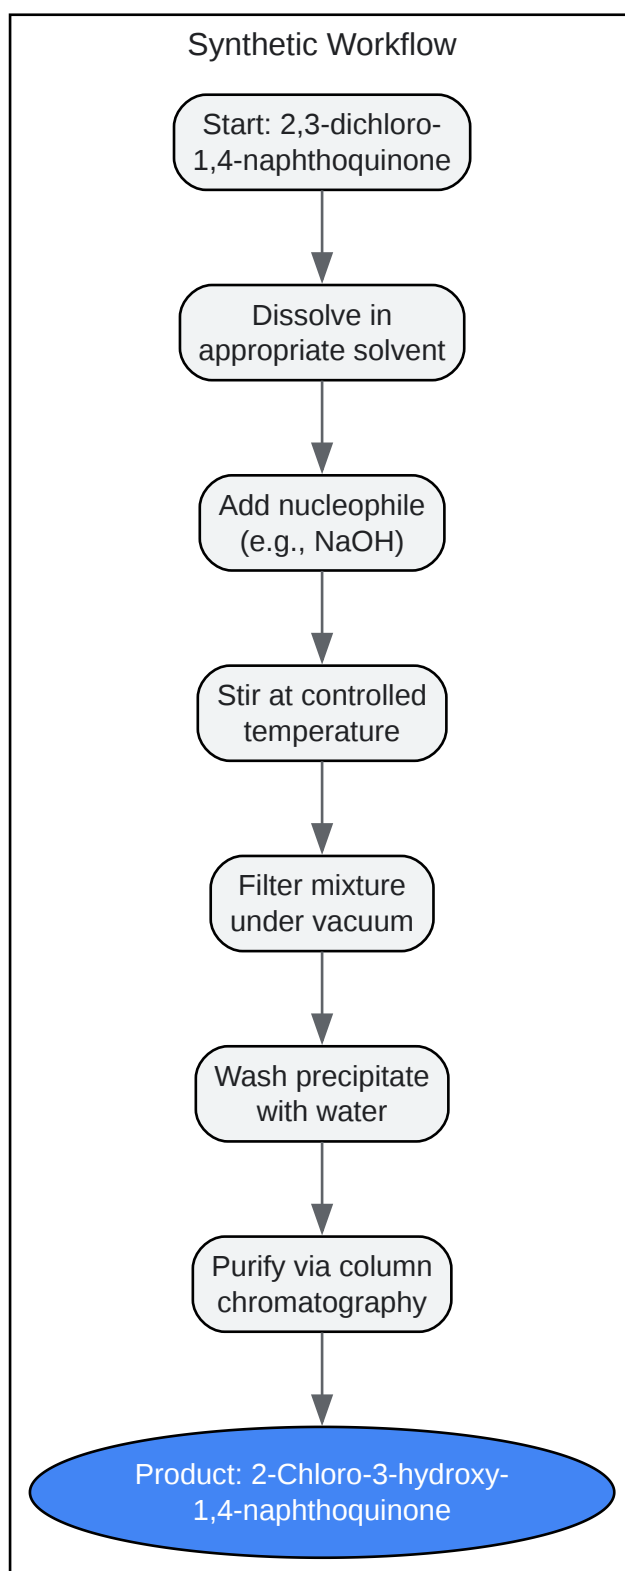 Synthetic Workflow
Start: 2,3-dichloro-
1,4-naphthoquinone
Dissolve in
appropriate solvent
Add nucleophile
(e.g., NaOH)
Stir at controlled
temperature
Filter mixture
under vacuum
Wash precipitate
with water
Purify via column
chromatography
Product: 2-Chloro-3-hydroxy-
1,4-naphthoquinone